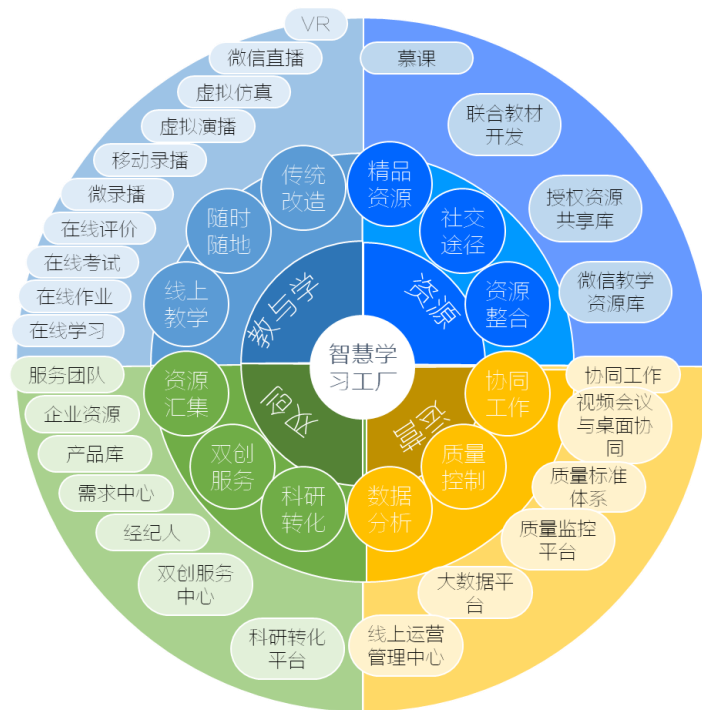 VR
微信直播
虚拟仿真
虚拟演播
移动录播
微录播
在线评价
在线考试
在线作业
在线学习
慕课
联合教材
开发
授权资源
共享库
微信教学
资源库
传统
改造
随时
随地
线上
教学
精品
资源
社交
途径
资源
整合
教与学
资源
智慧学
习工厂
双创
运营
资源
汇集
双创
服务
科研
转化
协同
工作
质量
控制
数据
分析
服务团队
企业资源
产品库
需求中心
经纪人
双创服务
中心
科研转化
平台
协同工作
视频会议
与桌面协
同
质量标准
体系
质量监控
平台
大数据平
台
线上运营
管理中心